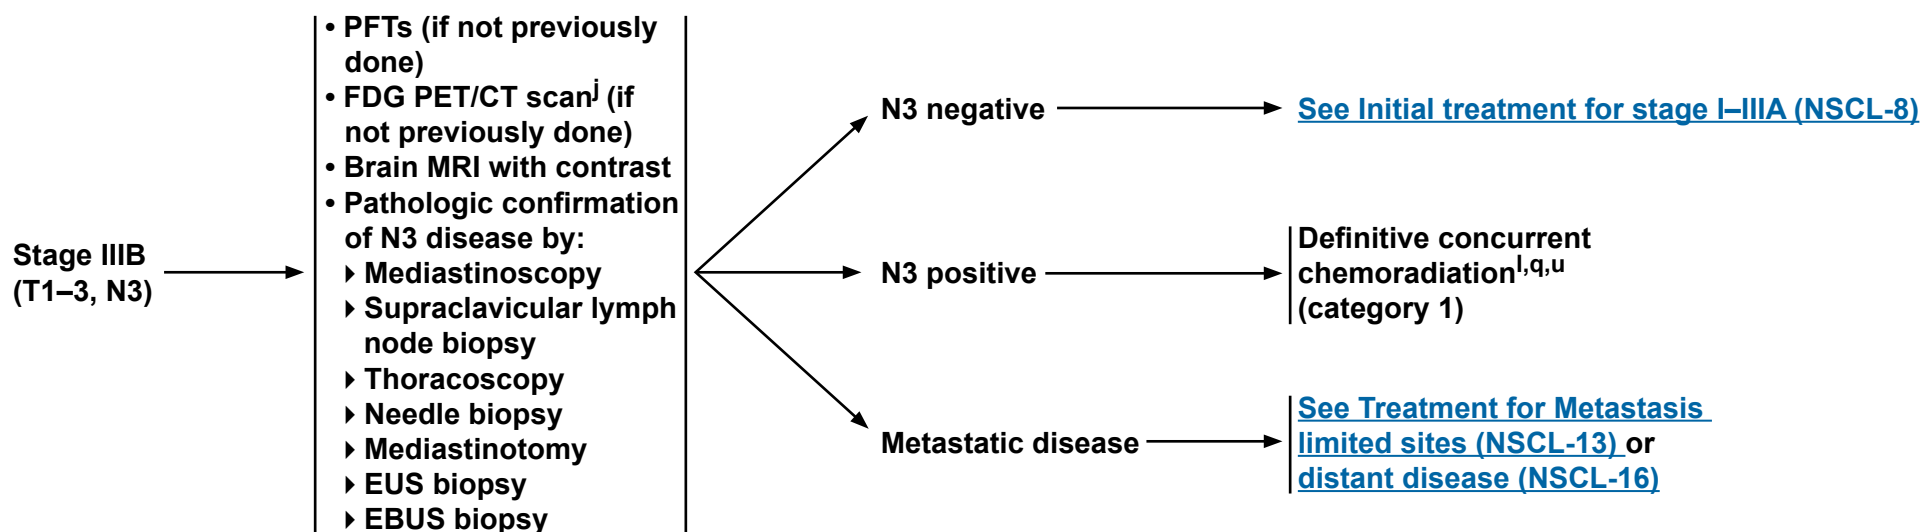 Stage IIIB
(T1–3, N3)
• PFTs (if not previously
done)
• FDG PET/CT scanj (if
not previously done)
• Brain MRI with contrast
• Pathologic confirmation
of N3 disease by:
▸ Mediastinoscopy
▸ Supraclavicular lymph
node biopsy
▸ Thoracoscopy
▸ Needle biopsy
▸ Mediastinotomy
▸ EUS biopsy
▸ EBUS biopsy
N3 negative
See Initial treatment for stage I–IIIA (NSCL-8)
N3 positive
Definitive concurrent
chemoradiationl,q,u
(category 1)
Metastatic disease
See Treatment for Metastasis
limited sites (NSCL-13) or
distant disease (NSCL-16)